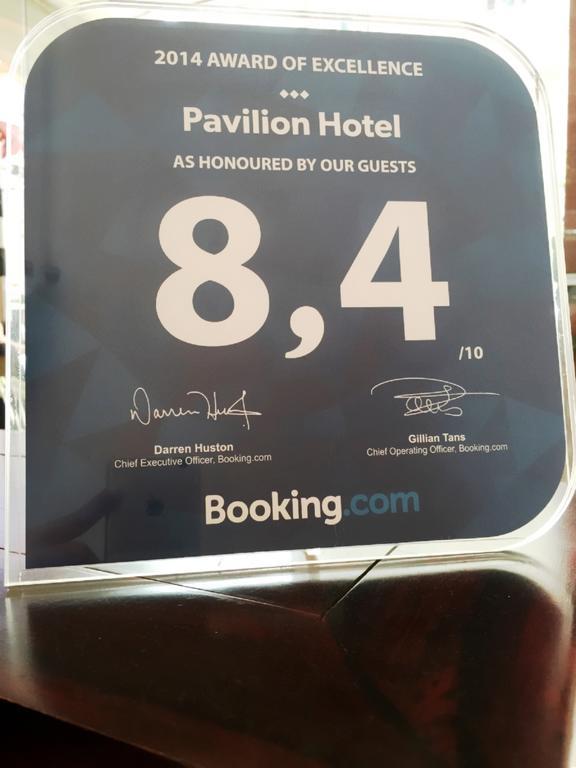 2014 AWARD OF EXCELLENCE
Pavilion Hotel
AS HONOURED BY OUR GUESTS
8,4
/10
Darren Huston
Chief Executive Officer, Booking.com
Gillian Tans
Chief Operating Officer, Booking.com
Booking.com